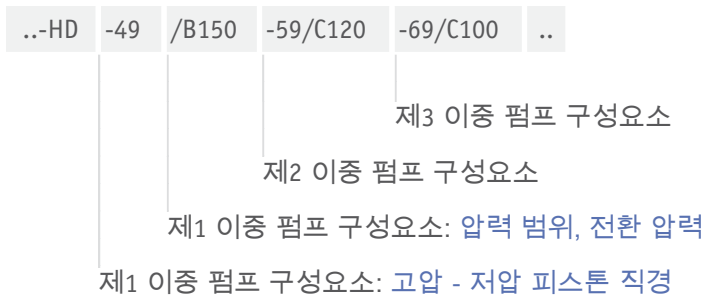 ..-HD -49 /B150 -59/C120 -69/C100 ..
제3 이중 펌프 구성요소
제2 이중 펌프 구성요소
제1 이중 펌프 구성요소: 압력 범위, 전환 압력
제1 이중 펌프 구성요소: 고압 - 저압 피스톤 직경